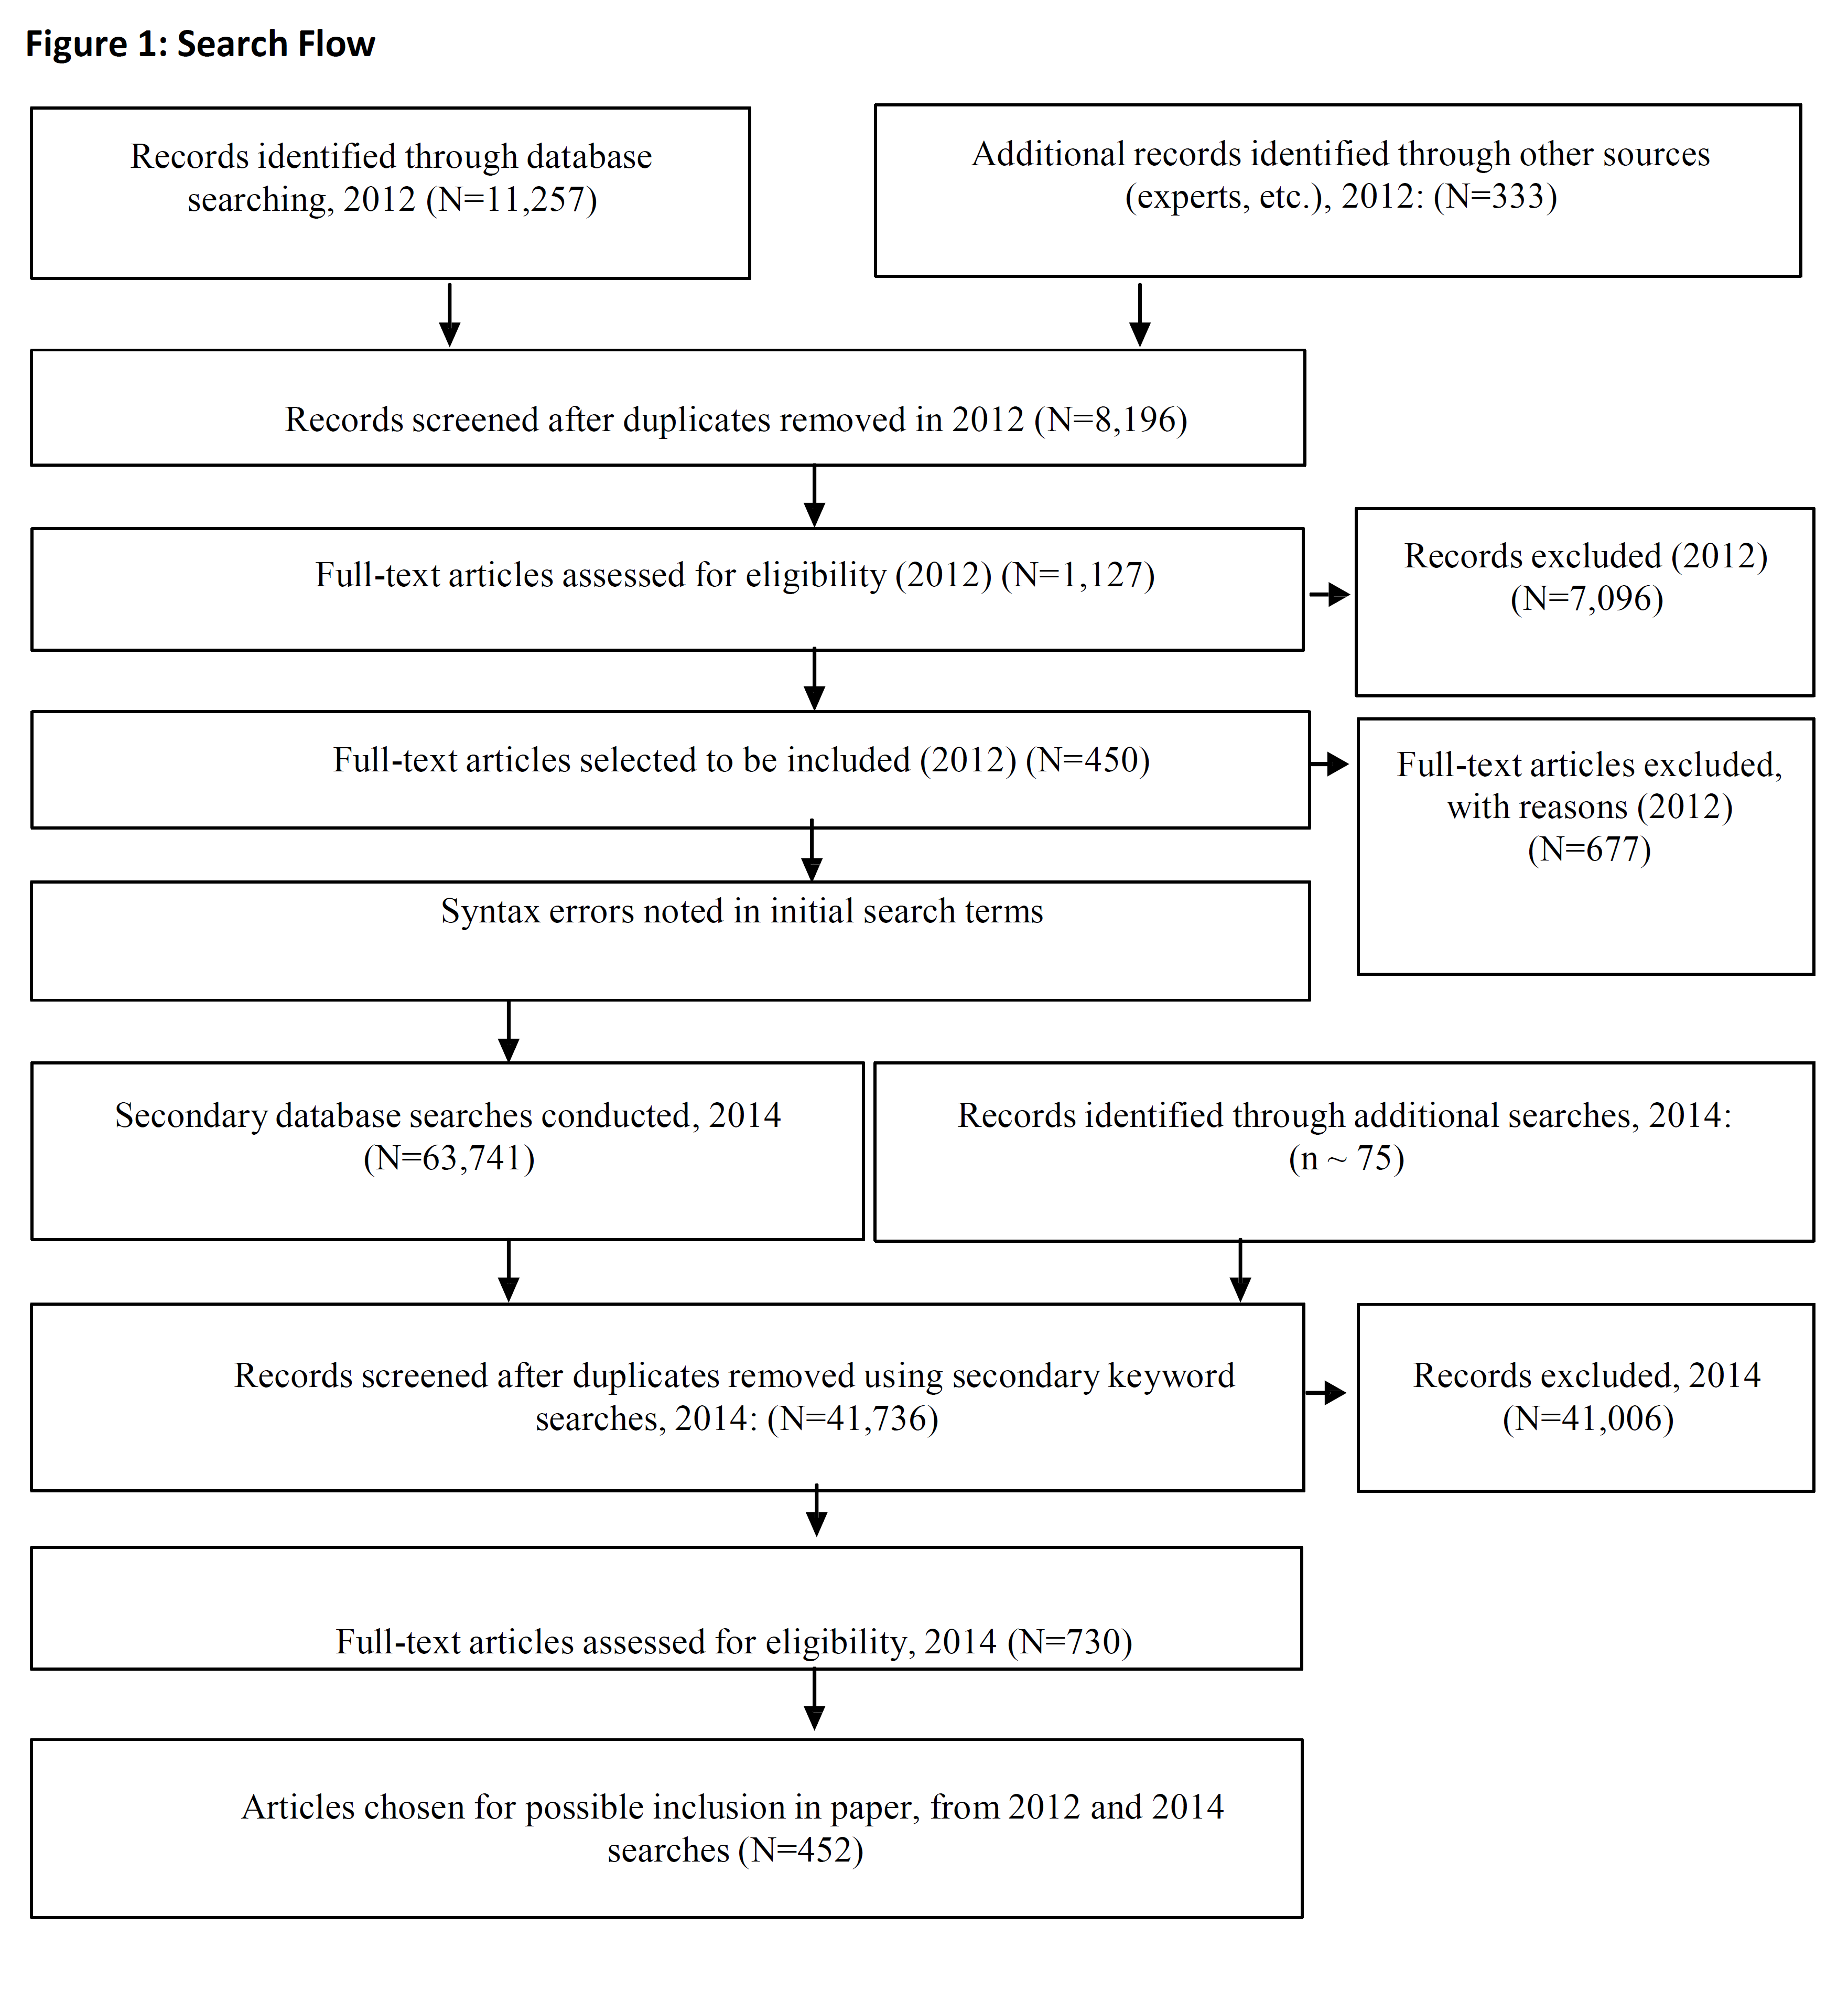 Figure 1: Search Flow
Records identified through database
searching, 2012 (N=11,257)
Additional records identified through other sources
(experts, etc.), 2012: (N=333)
Records screened after duplicates removed in 2012 (N=8,196)
Full-text articles assessed for eligibility (2012) (N=1,127)
Records excluded (2012)
(N=7,096)
Full-text articles selected to be included (2012) (N=450)
Full-text articles excluded,
with reasons (2012)
(N=677)
Syntax errors noted in initial search terms
Secondary database searches conducted, 2014
(N=63,741)
Records identified through additional searches, 2014:
(n ~ 75)
Records screened after duplicates removed using secondary keyword
searches, 2014: (N=41,736)
Records excluded, 2014
(N=41,006)
Full-text articles assessed for eligibility, 2014 (N=730)
Articles chosen for possible inclusion in paper, from 2012 and 2014
searches (N=452)